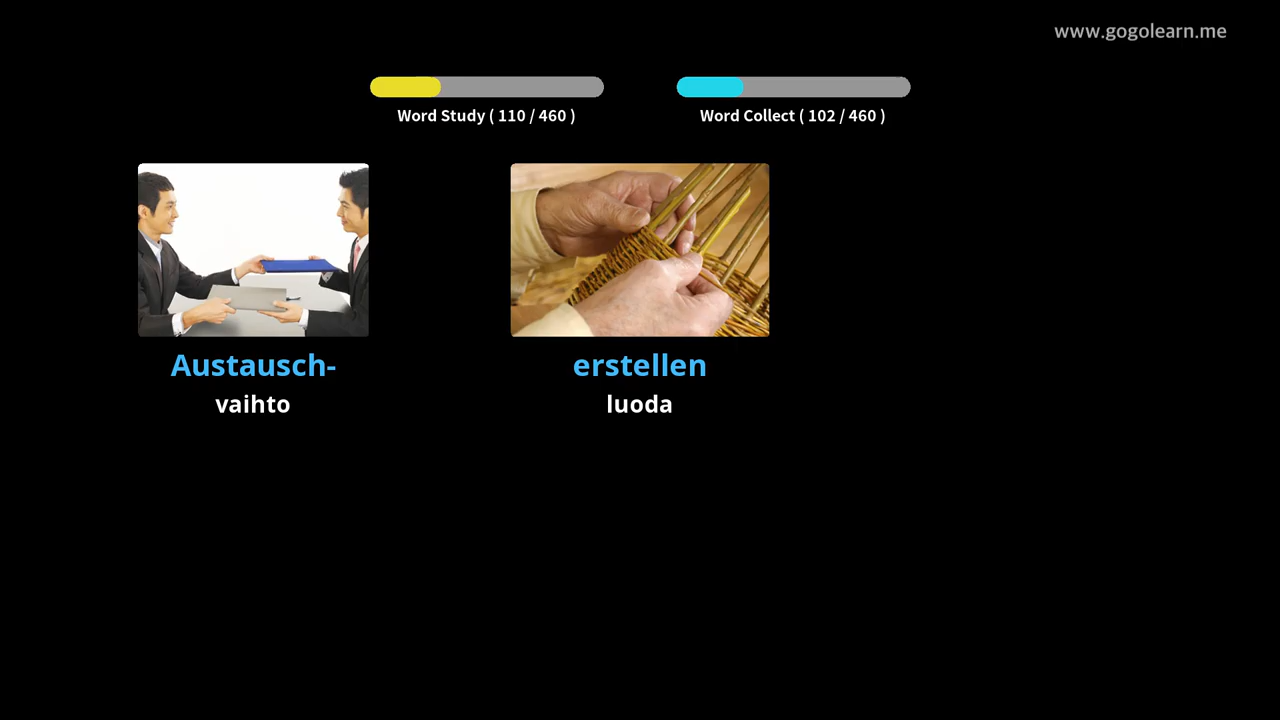 www.gogolearn.me
Word Study ( 110 / 460 )
Word Collect ( 102 / 460 )
Austausch-
vaihto
erstellen
luoda